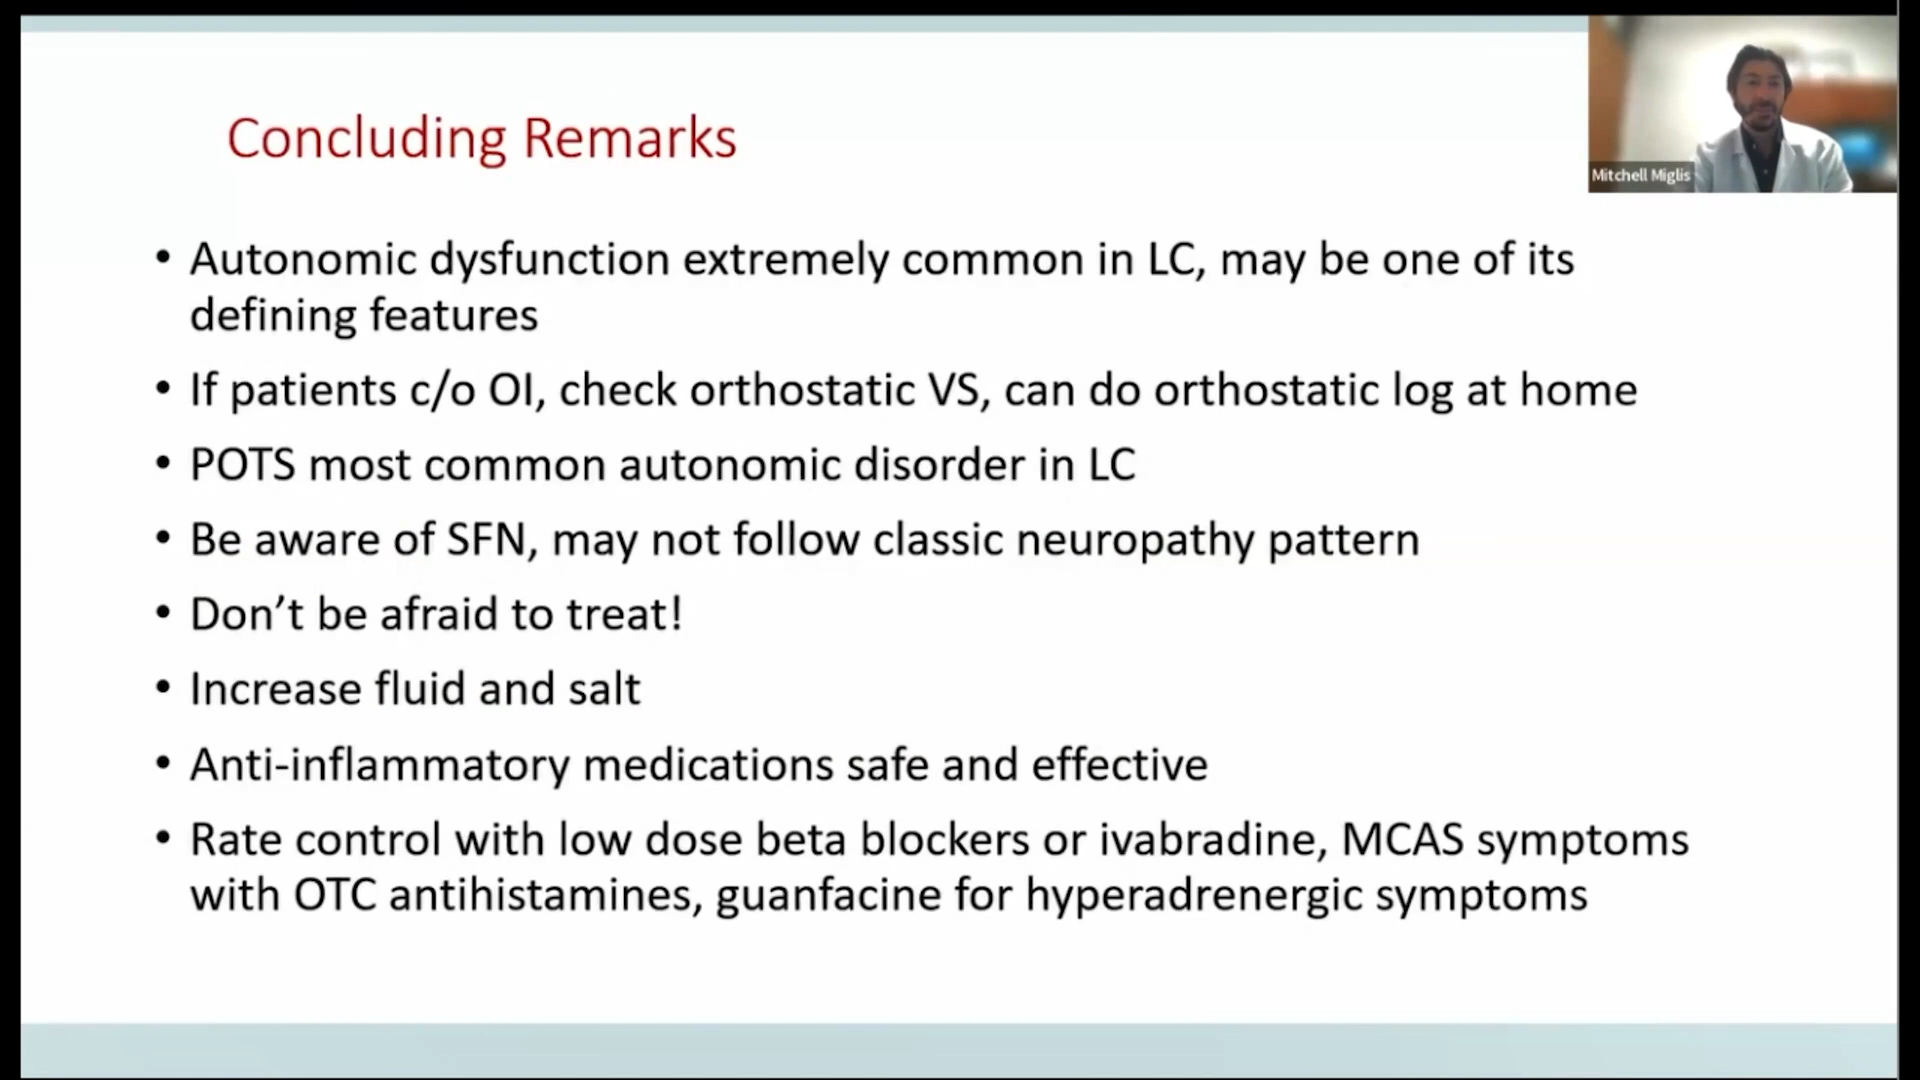 Concluding Remarks
Mitchell Miglis
• Autonomic dysfunction extremely common in LC, may be one of its
defining features
• If patients c/o OI, check orthostatic VS, can do orthostatic log at home
• POTS most common autonomic disorder in LC
• Be aware of SFN, may not follow classic neuropathy pattern
• Don’t be afraid to treat!
• Increase fluid and salt
• Anti-inflammatory medications safe and effective
• Rate control with low dose beta blockers or ivabradine, MCAS symptoms
with OTC antihistamines, guanfacine for hyperadrenergic symptoms